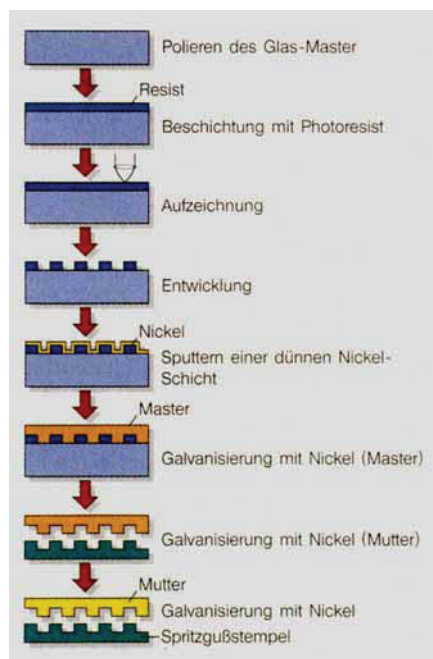 Polieren des Glas-Master
Resist
Beschichtung mit Photoresist
Aufzeichnung
Entwicklung
Nickel
Sputtern einer dünnen Nickel-
Schicht
Master
Galvanisierung mit Nickel (Master)
Galvanisierung mit Nickel (Mutter)
Mutter
Galvanisierung mit Nickel
Spritzgußstempel